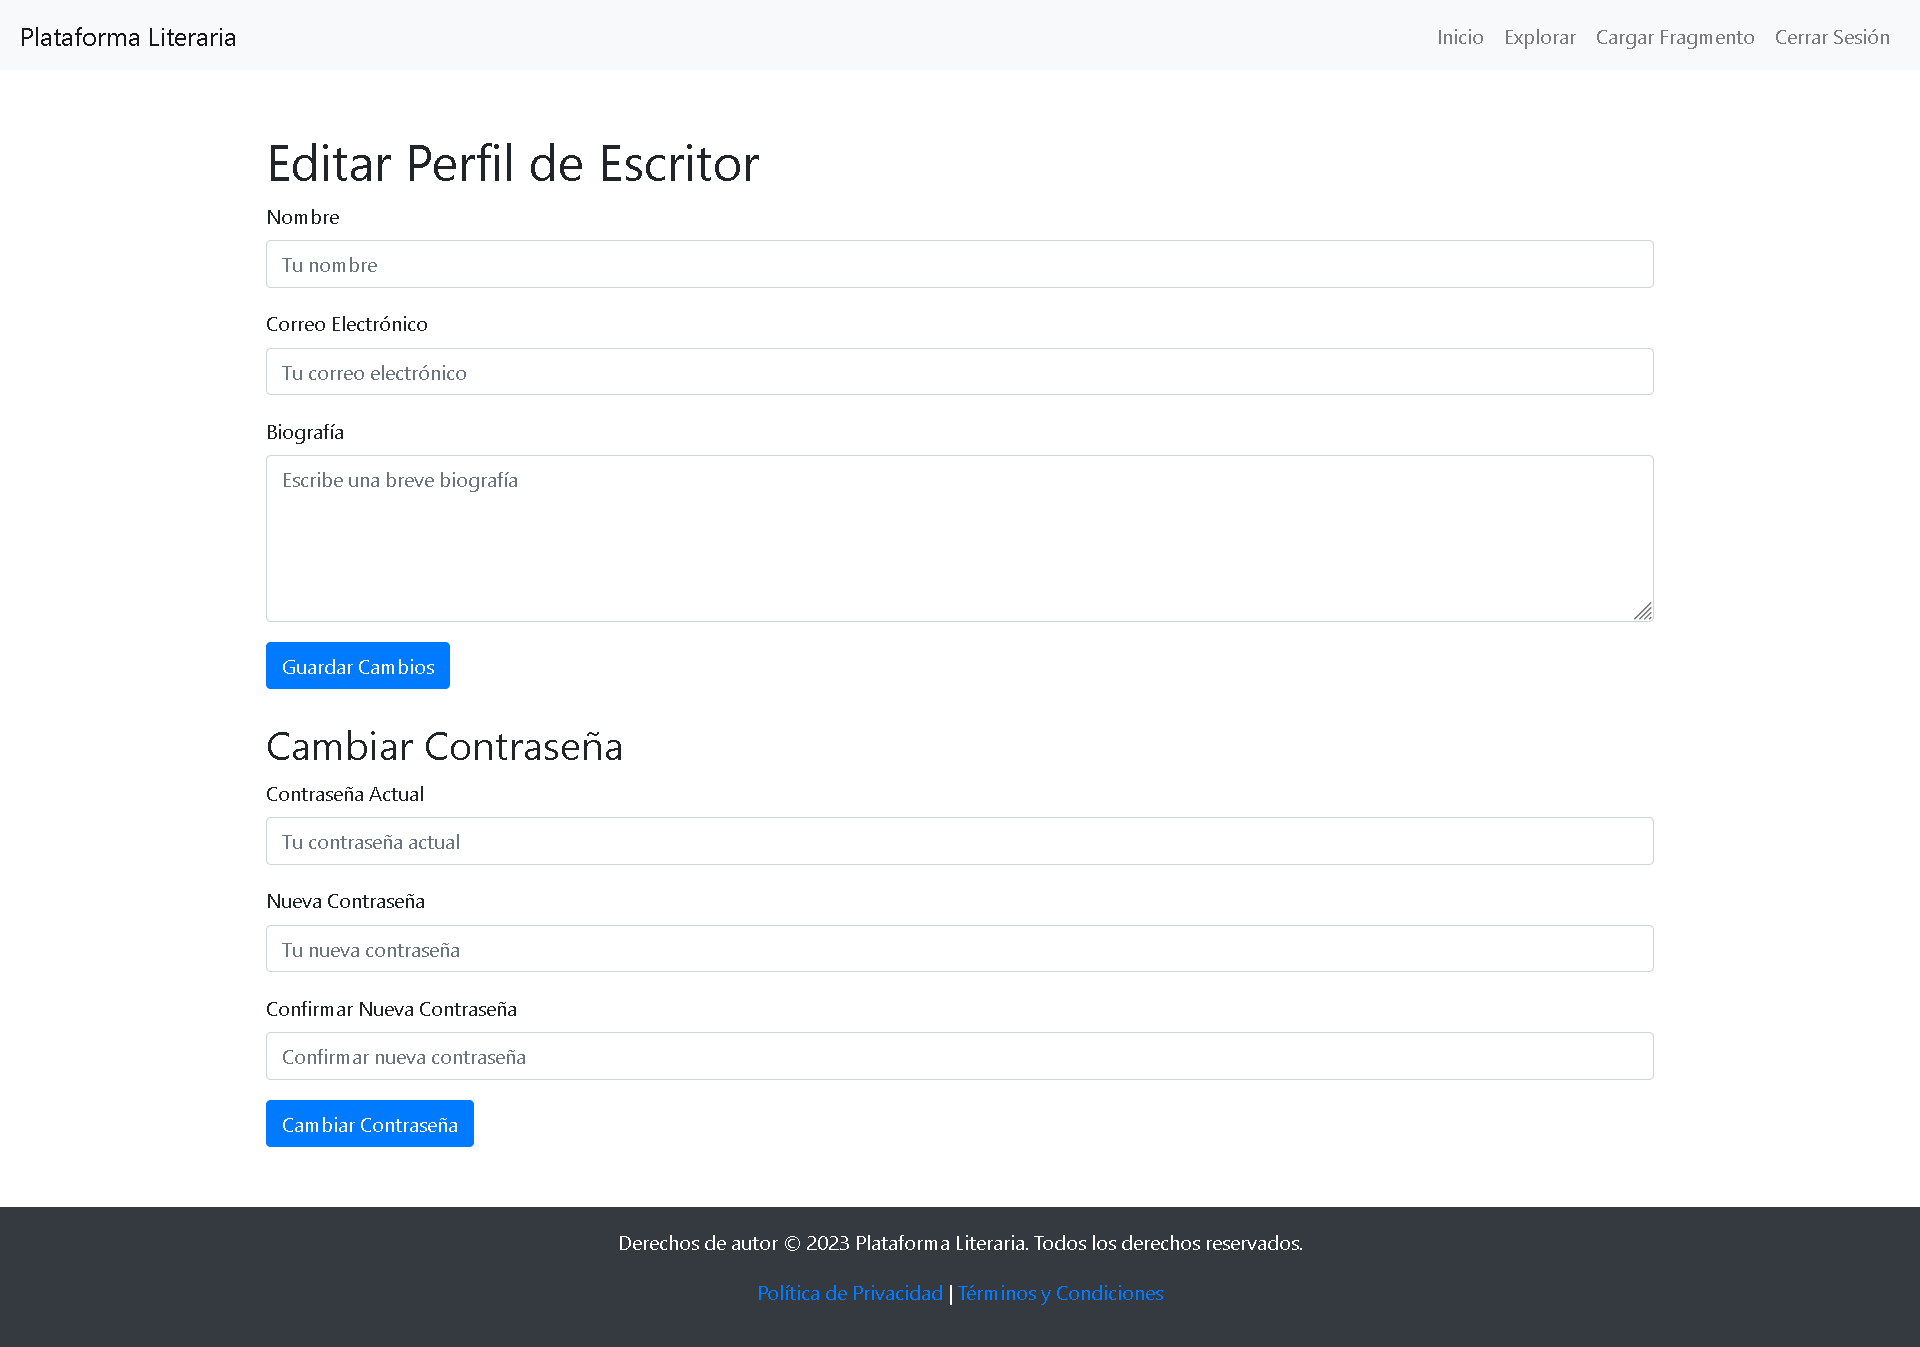 Plataforma Literaria
Inicio Explorar Cargar Fragmento Cerrar Sesión
Editar Perfil de Escritor
Nombre
Tu nombre
Correo Electrónico
Tu correo electrónico
Biografía
Escribe una breve biografía
Guardar Cambios
Cambiar Contraseña
Contraseña Actual
Tu contraseña actual
Nueva Contraseña
Tu nueva contraseña
Confirmar Nueva Contraseña
Confirmar nueva contraseña
Cambiar Contraseña
Derechos de autor © 2023 Plataforma Literaria. Todos los derechos reservados.
Política de Privacidad | Términos y Condiciones